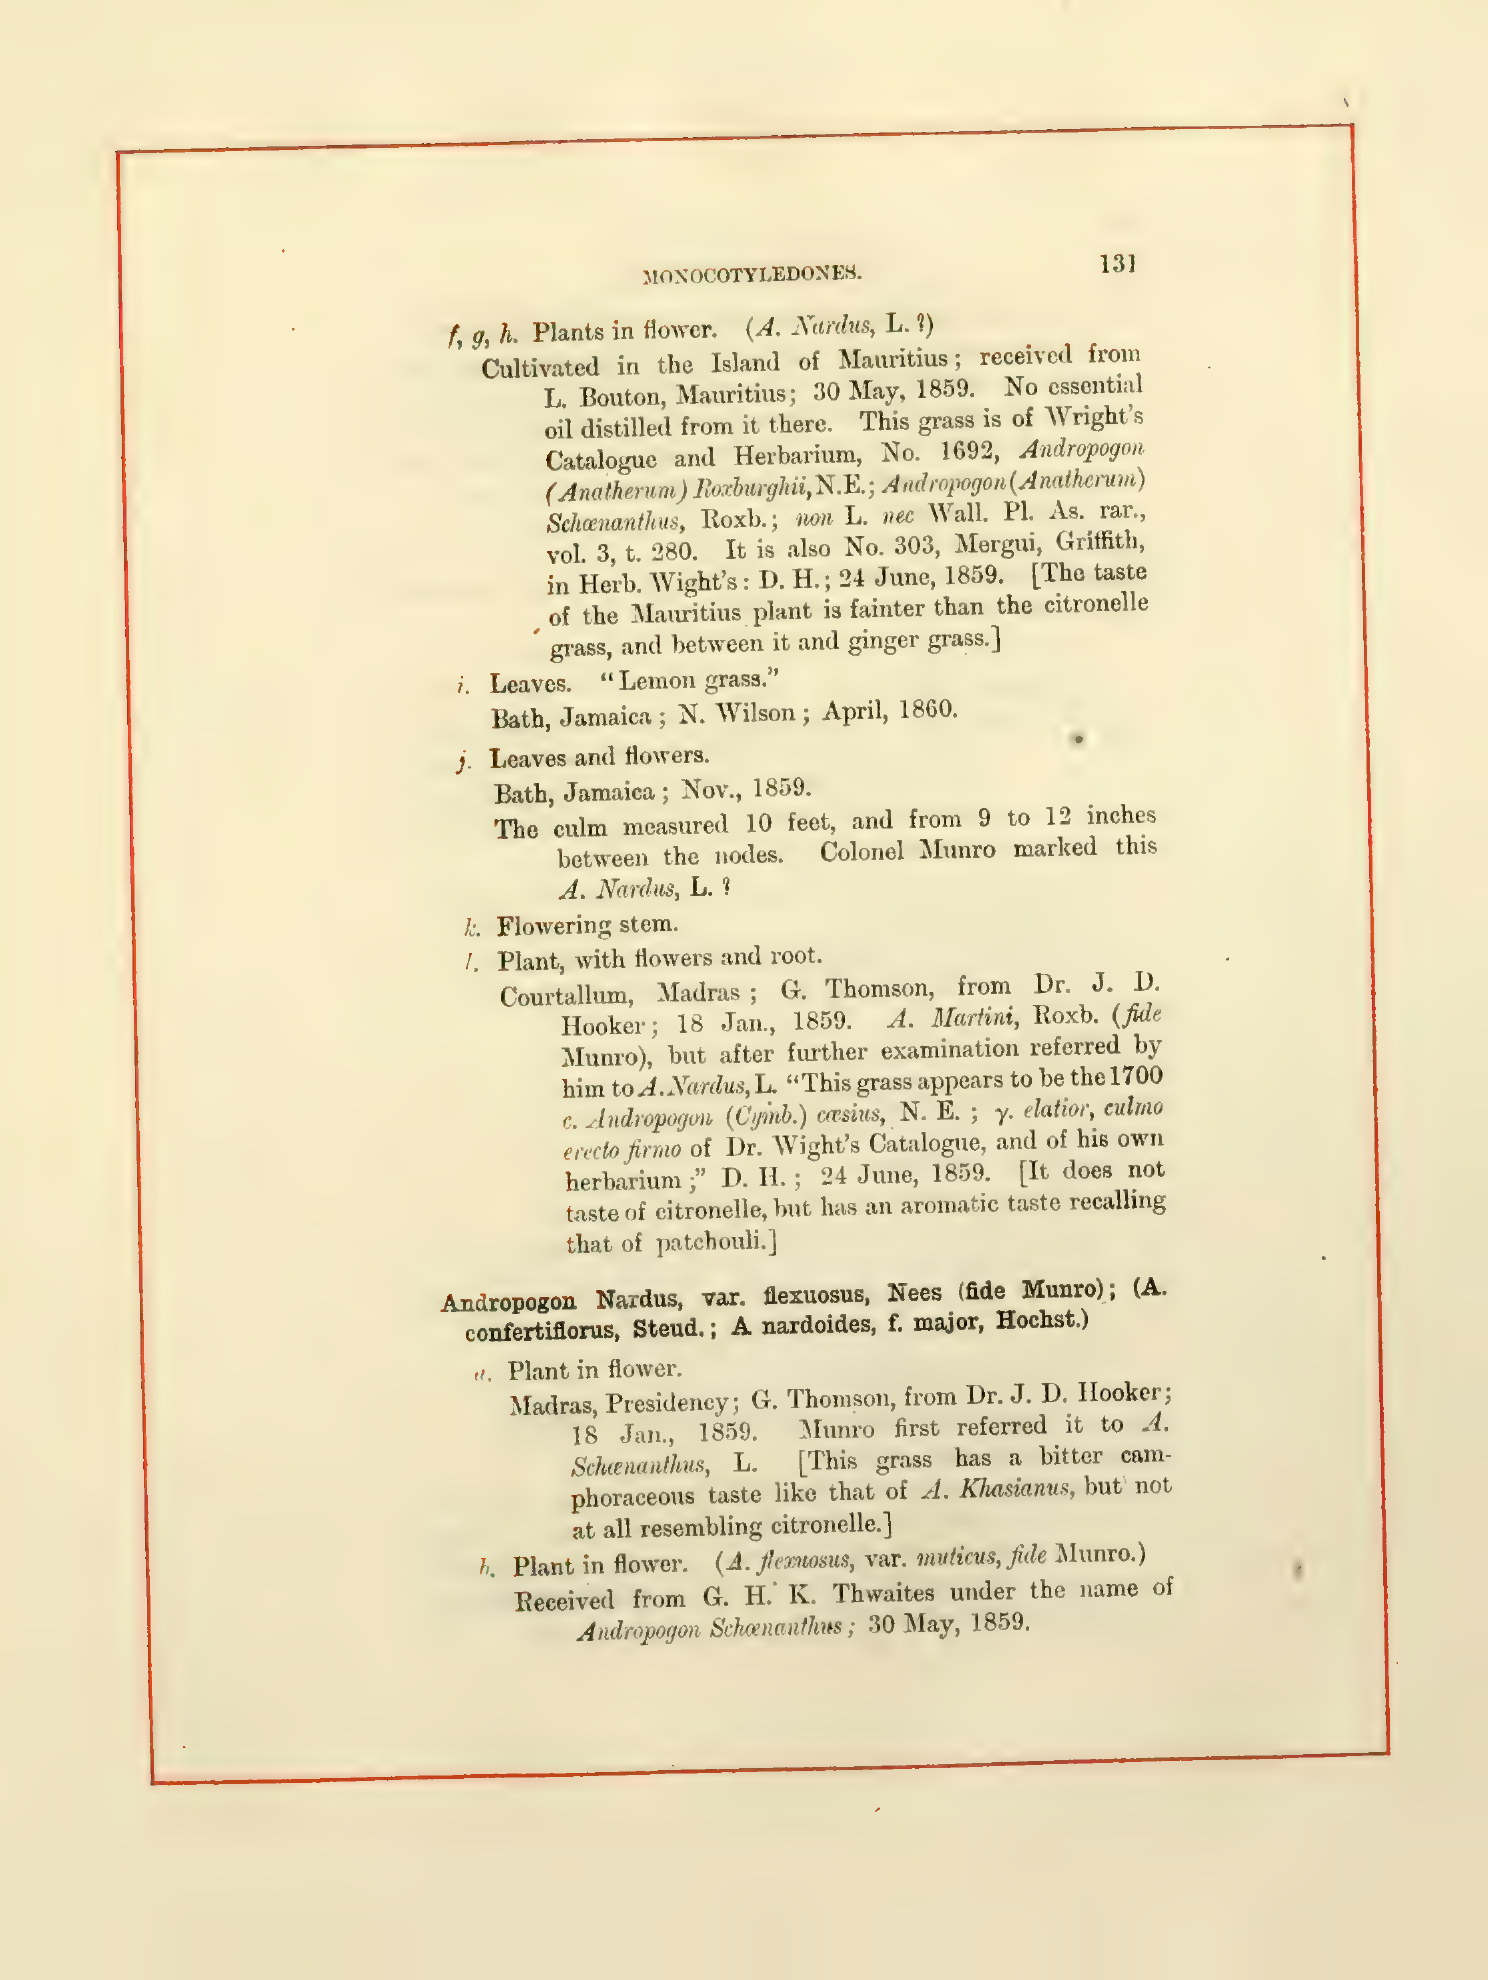 MONOCOTYLEDONES. 131
f, g, h. Plants in flower. (A. Nardus, L. ?)
Cultivated in the Island of Mauritius; received from
L. Bouton, Mauritius; 30 May, 1859. No essential
oil distilled from it there. This grass is of Wright's
Catalogue and Herbarium, No. 1692, Andropogon
(Anatherum) Roxburghii, N.E.; Andropogon (Anatherum)
Schœnanthus, Roxb.; non L. nec Wall. Pl. As. rar.,
vol. 3, t. 280. It is also No. 303, Mergui, Griffith,
in Herb. Wight's: D. H.; 24 June, 1859. [The taste
of the Mauritius plant is fainter than the citronelle
grass, and between it and ginger grass.]
i. Leaves. "Lemon grass."
Bath, Jamaica; N. Wilson; April, 1860.
j. Leaves and flowers.
Bath, Jamaica; Nov., 1859.
The culm measured 10 feet, and from 9 to 12 inches
between the nodes. Colonel Munro marked this
A. Nardus, L. ?
k. Flowering stem.
l. Plant, with flowers and root.
Courtallum, Madras; G. Thomson, from Dr. J. D.
Hooker; 18 Jan., 1859. A. Martini, Roxb. (fide
Munro), but after further examination referred by
him to A. Nardus, L. "This grass appears to be the 1700
c. Andropogon (Cymb.) cæsius, N. E. ; γ. elatior, culmo
erecto firmo of Dr. Wight's Catalogue, and of his own
herbarium;" D. H. ; 24 June, 1859. [It does not
taste of citronelle, but has an aromatic taste recalling
that of patchouli.]
Andropogon Nardus, var. flexuosus, Nees (fide Munro); (A.
confertiflorus, Steud.; A nardoides, f. major, Hochst.)
a. Plant in flower.
Madras, Presidency; G. Thomson, from Dr. J. D. Hooker;
18 Jan., 1859. Munro first referred it to A.
Schœnanthus, L. [This grass has a bitter cam-
phoraceous taste like that of A. Khasianus, but not
at all resembling citronelle.]
b. Plant in flower. (A. flexuosus, var. muticus, fide Munro.)
Received from G. H. K. Thwaites under the name of
Andropogon Schœnanthus; 30 May, 1859.